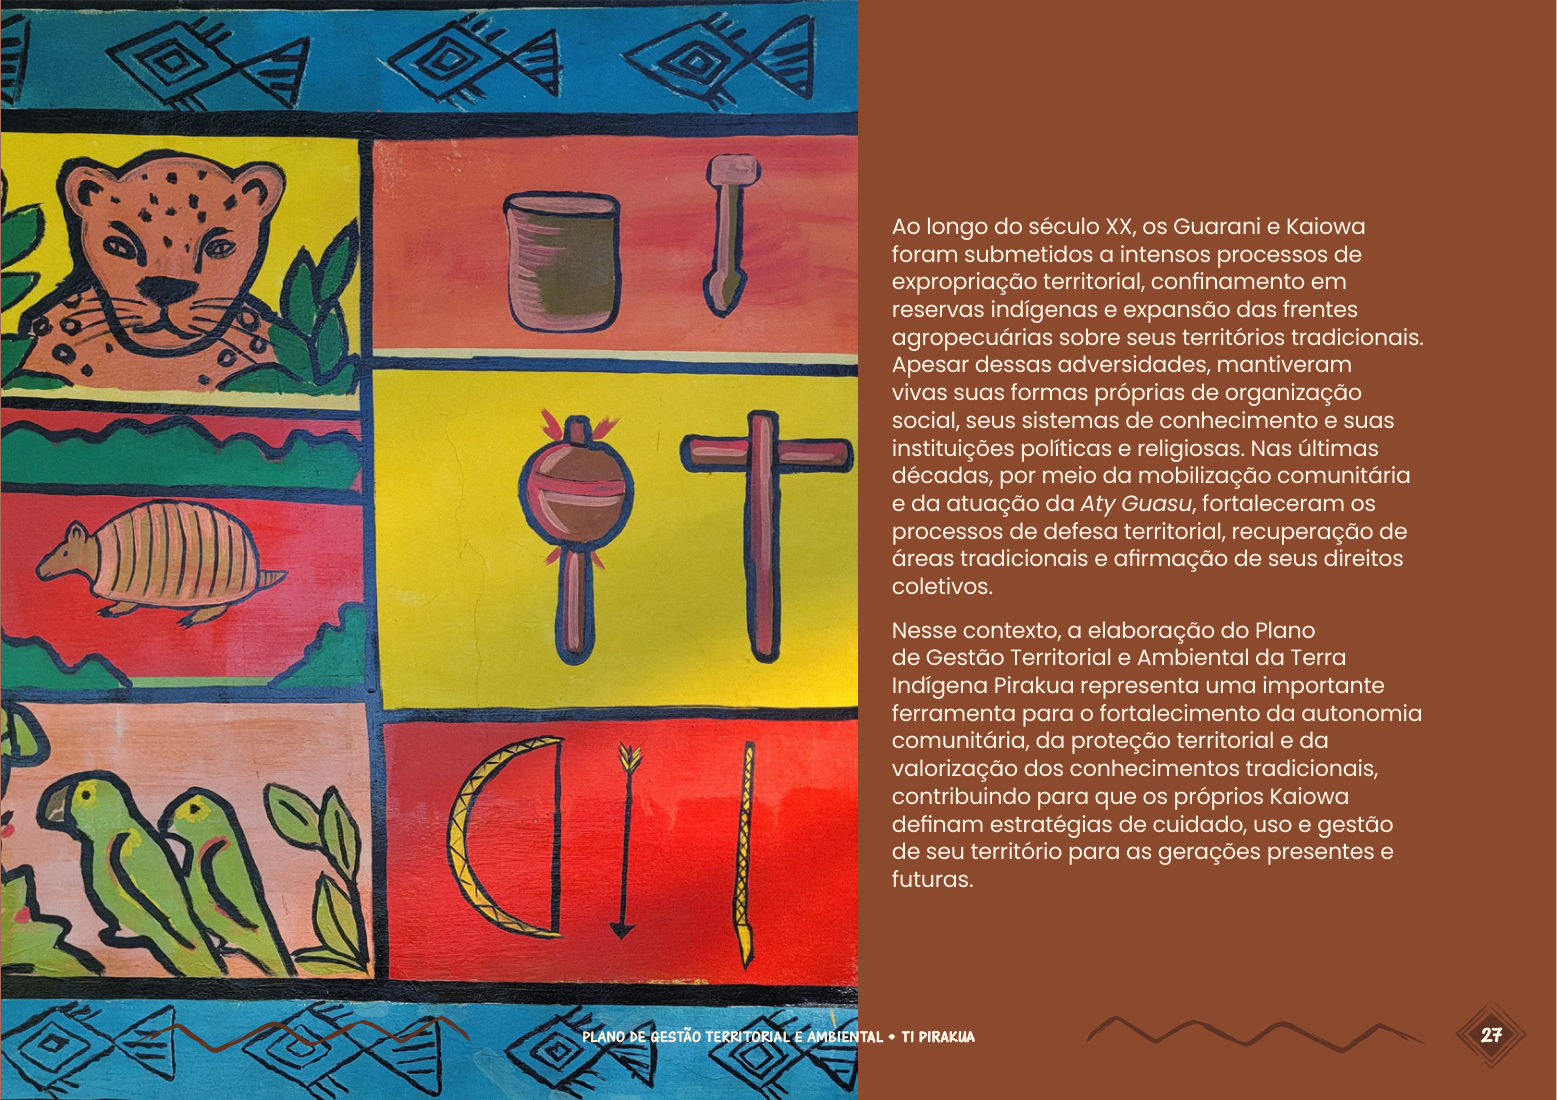 Ao longo do século XX, os Guarani e Kaiowa
foram submetidos a intensos processos de
expropriação territorial, confinamento em
reservas indígenas e expansão das frentes
agropecuárias sobre seus territórios tradicionais.
Apesar dessas adversidades, mantiveram
vivas suas formas próprias de organização
social, seus sistemas de conhecimento e suas
instituições políticas e religiosas. Nas últimas
décadas, por meio da mobilização comunitária
e da atuação da Aty Guasu, fortaleceram os
processos de defesa territorial, recuperação de
áreas tradicionais e afirmação de seus direitos
coletivos.
Nesse contexto, a elaboração do Plano
de Gestão Territorial e Ambiental da Terra
Indígena Pirakua representa uma importante
ferramenta para o fortalecimento da autonomia
comunitária, da proteção territorial e da
valorização dos conhecimentos tradicionais,
contribuindo para que os próprios Kaiowa
definam estratégias de cuidado, uso e gestão
de seu território para as gerações presentes e
futuras.
PLANO DE GESTÃO TERRITORIAL E AMBIENTAL • TI PIRAKUA
27